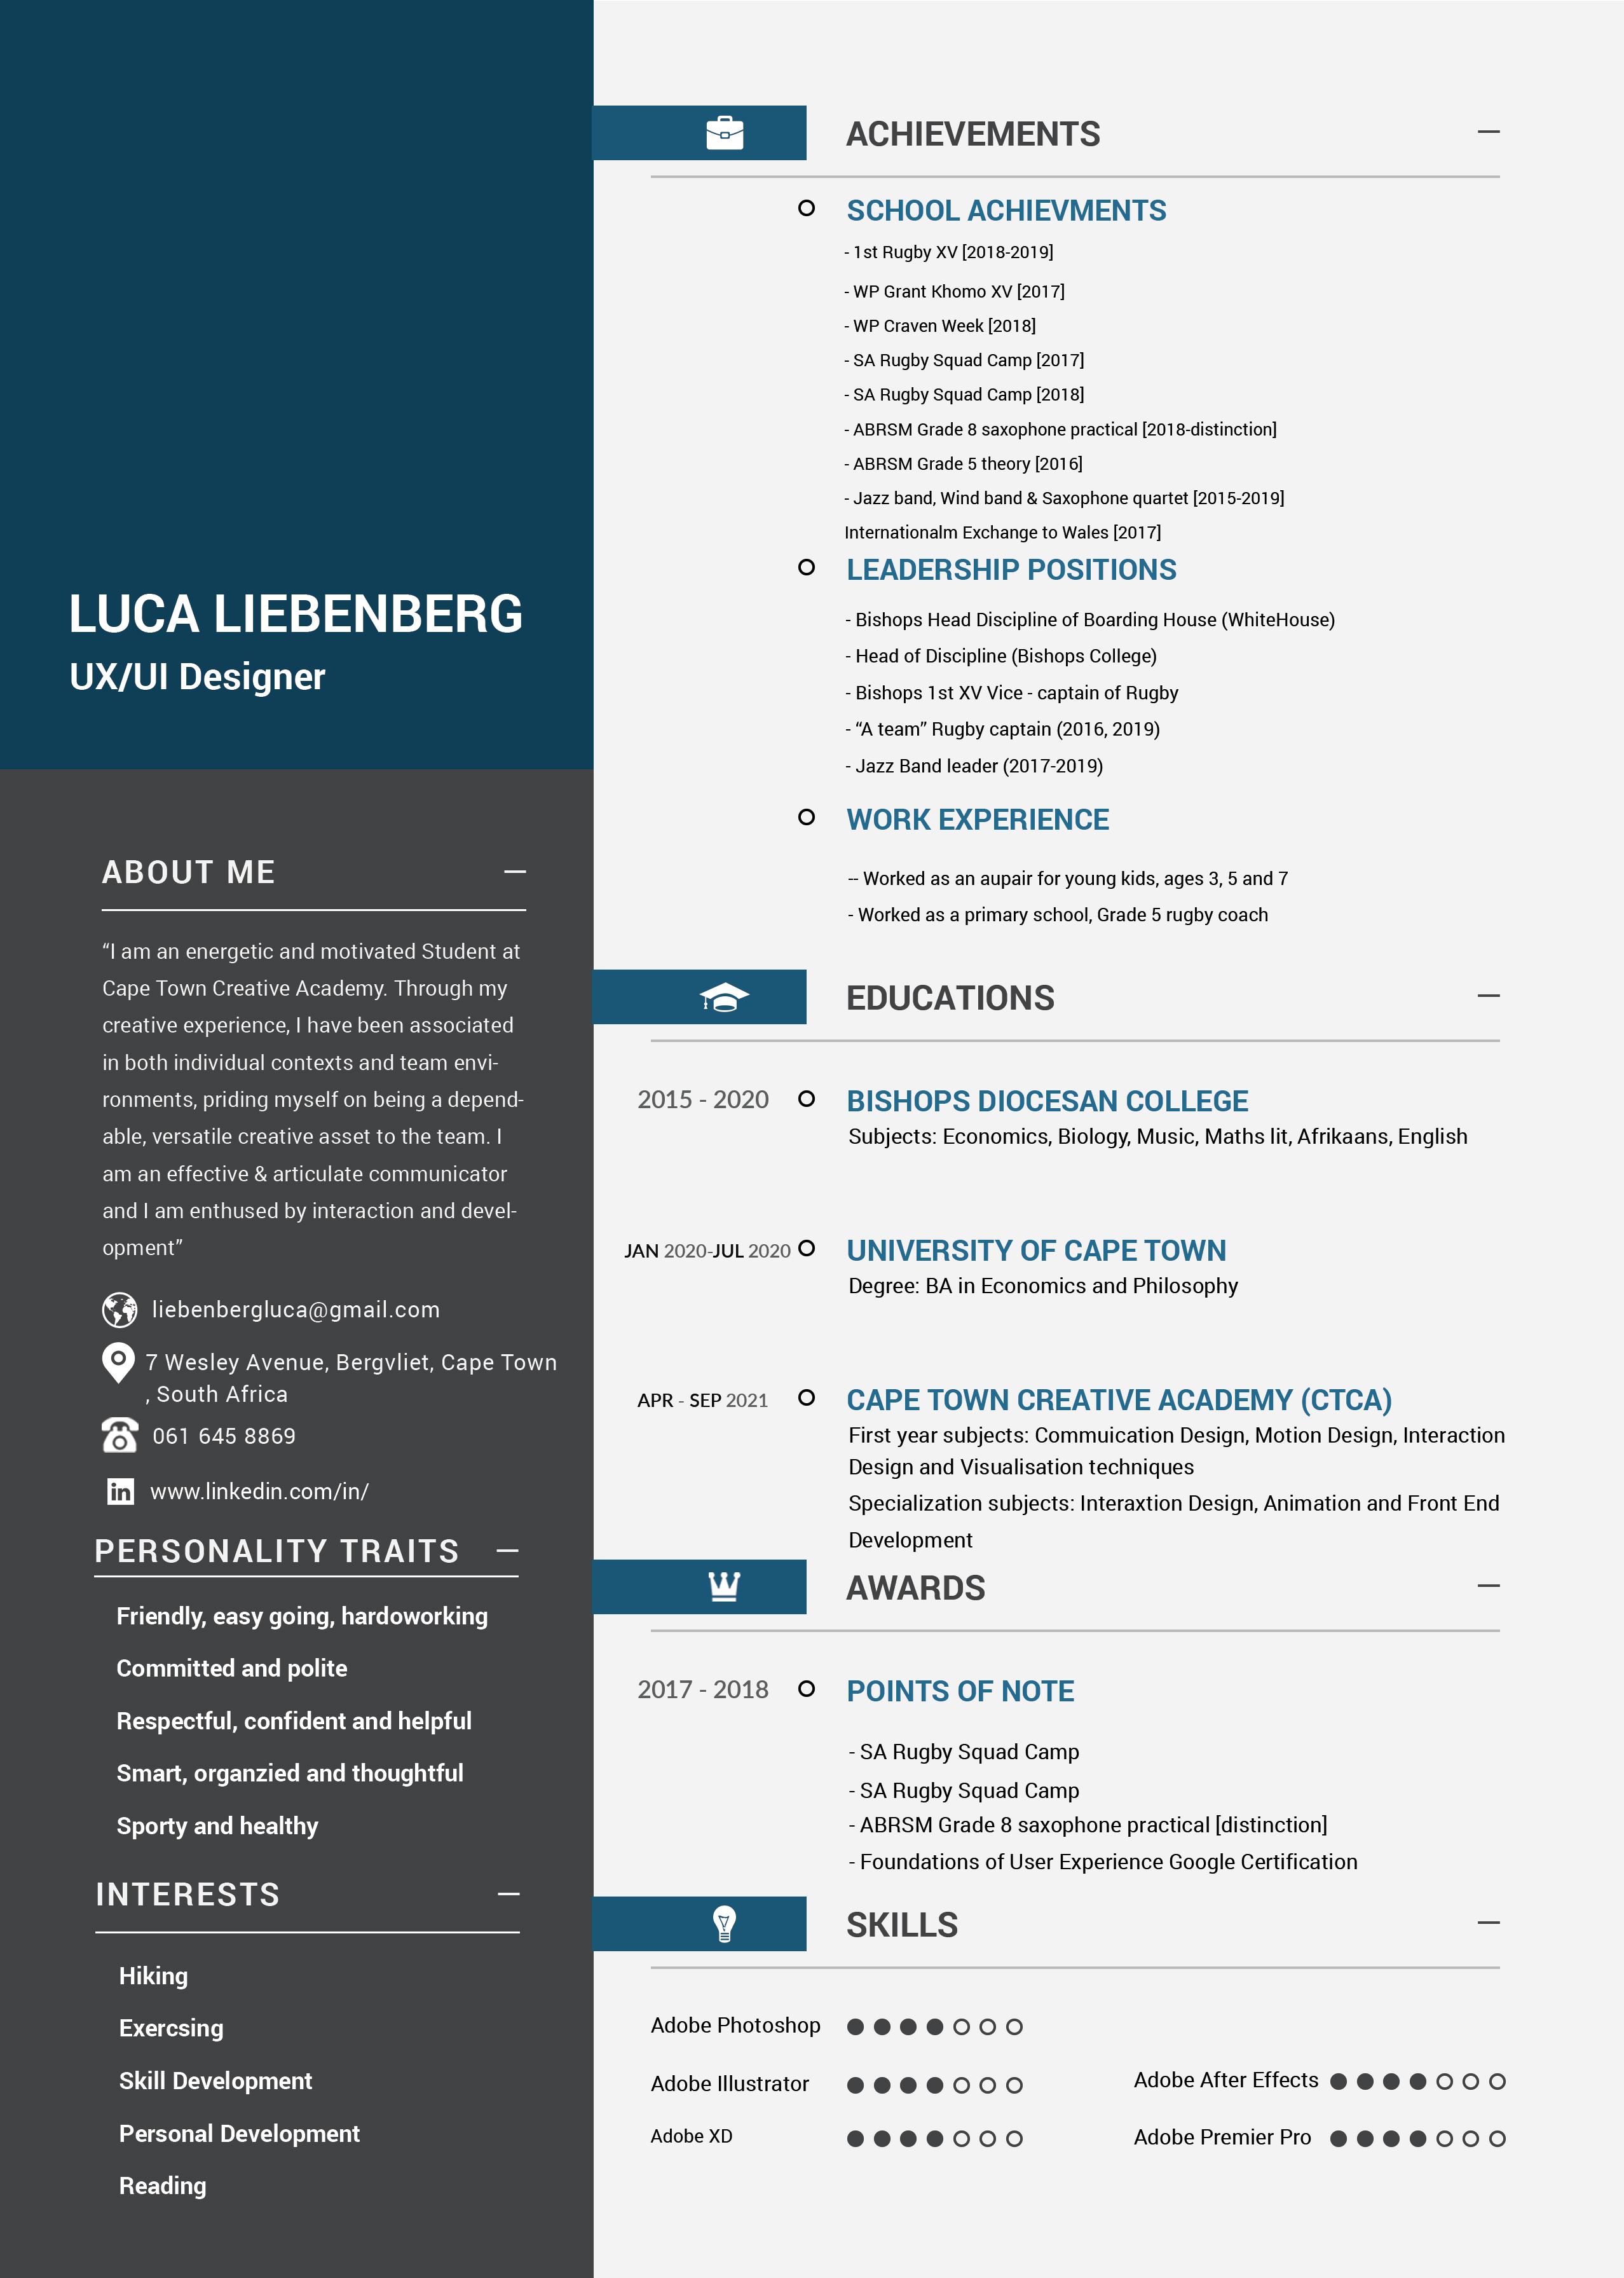 LUCA LIEBENBERG
UX/UI Designer
ABOUT ME
“I am an energetic and motivated Student at
Cape Town Creative Academy. Through my
creative experience, I have been associated
in both individual contexts and team envi-
ronments, priding myself on being a depend-
able, versatile creative asset to the team. I
am an effective & articulate communicator
and I am enthused by interaction and devel-
opment”
liebenbergluca@gmail.com
7 Wesley Avenue, Bergvliet, Cape Town
, South Africa
061 645 8869
in www.linkedin.com/in/
PERSONALITY TRAITS
Friendly, easy going, hardoworking
Committed and polite
Respectful, confident and helpful
Smart, organzied and thoughtful
Sporty and healthy
INTERESTS
Hiking
Exercsing
Skill Development
Personal Development
Reading
ACHIEVEMENTS
SCHOOL ACHIEVMENTS
- 1st Rugby XV [2018-2019]
- WP Grant Khomo XV [2017]
- WP Craven Week [2018]
- SA Rugby Squad Camp [2017]
- SA Rugby Squad Camp [2018]
- ABRSM Grade 8 saxophone practical [2018-distinction]
- ABRSM Grade 5 theory [2016]
- Jazz band, Wind band & Saxophone quartet [2015-2019]
Internationalm Exchange to Wales [2017]
LEADERSHIP POSITIONS
- Bishops Head Discipline of Boarding House (WhiteHouse)
- Head of Discipline (Bishops College)
- Bishops 1st XV Vice - captain of Rugby
- “A team” Rugby captain (2016, 2019)
- Jazz Band leader (2017-2019)
WORK EXPERIENCE
-- Worked as an aupair for young kids, ages 3, 5 and 7
- Worked as a primary school, Grade 5 rugby coach
EDUCATIONS
2015 - 2020 BISHOPS DIOCESAN COLLEGE
Subjects: Economics, Biology, Music, Maths lit, Afrikaans, English
JAN 2020-JUL 2020 UNIVERSITY OF CAPE TOWN
Degree: BA in Economics and Philosophy
APR - SEP 2021 CAPE TOWN CREATIVE ACADEMY (CTCA)
First year subjects: Commuication Design, Motion Design, Interaction
Design and Visualisation techniques
Specialization subjects: Interaxtion Design, Animation and Front End
Development
AWARDS
2017 - 2018 POINTS OF NOTE
- SA Rugby Squad Camp
- SA Rugby Squad Camp
- ABRSM Grade 8 saxophone practical [distinction]
- Foundations of User Experience Google Certification
SKILLS
Adobe Photoshop
Adobe Illustrator
Adobe XD
Adobe After Effects
Adobe Premier Pro